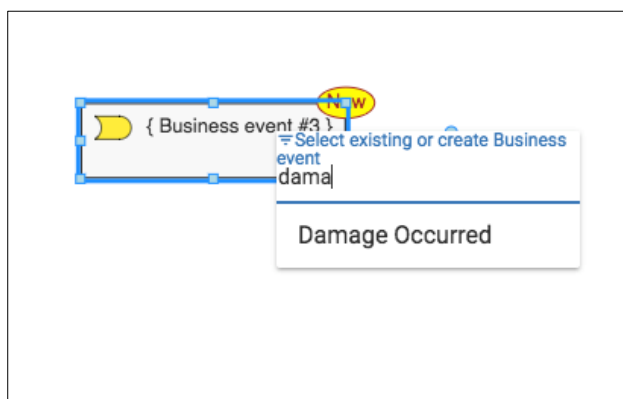 New
{ Business event #3 }
Select existing or create Business
event
dama
Damage Occurred